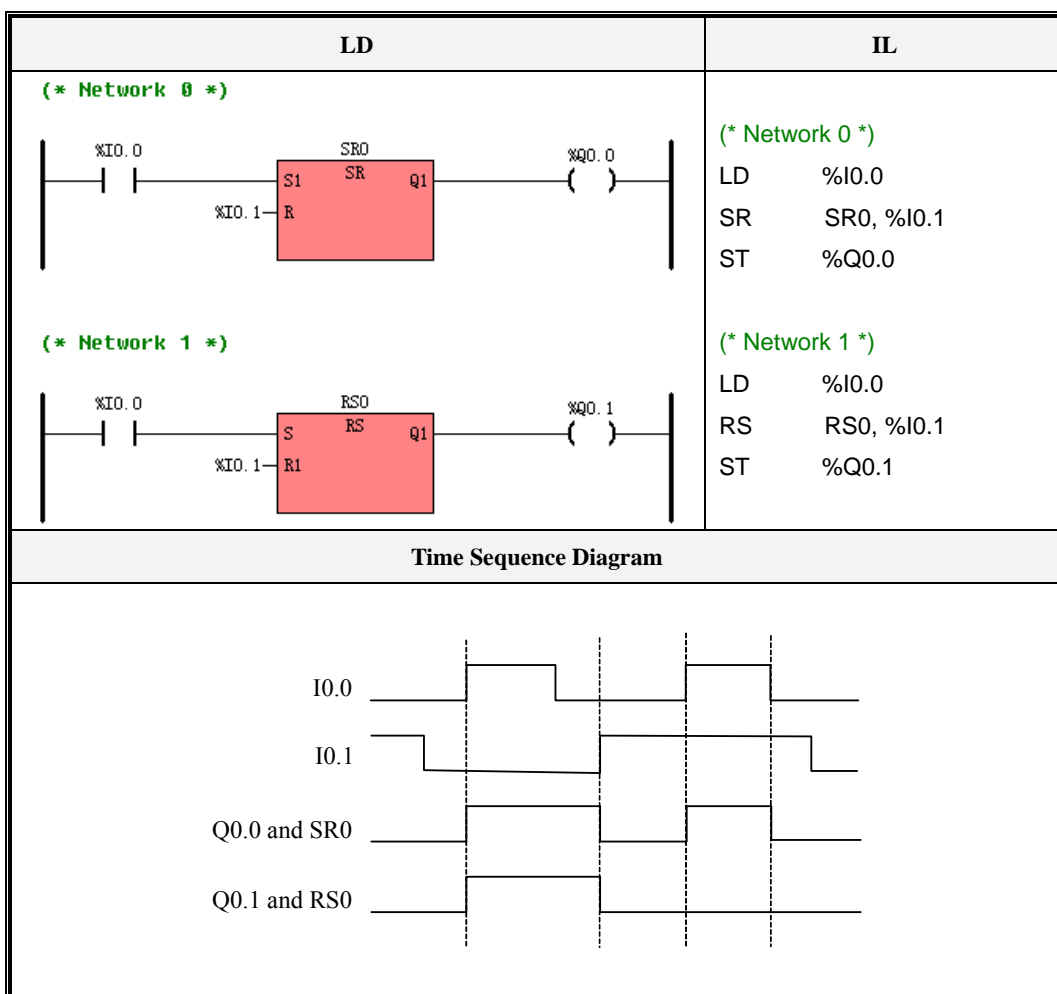 LD
IL
(* Network 0 *)
%I0.0
SR0
%Q0.0
S1
SR
Q1
%I0.1
R
(* Network 0 *)
LD %I0.0
SR SR0, %I0.1
ST %Q0.0
(* Network 1 *)
%I0.0
RS0
%Q0.1
S
RS
Q1
%I0.1
R1
(* Network 1 *)
LD %I0.0
RS RS0, %I0.1
ST %Q0.1
Time Sequence Diagram
I0.0
I0.1
Q0.0 and SR0
Q0.1 and RS0